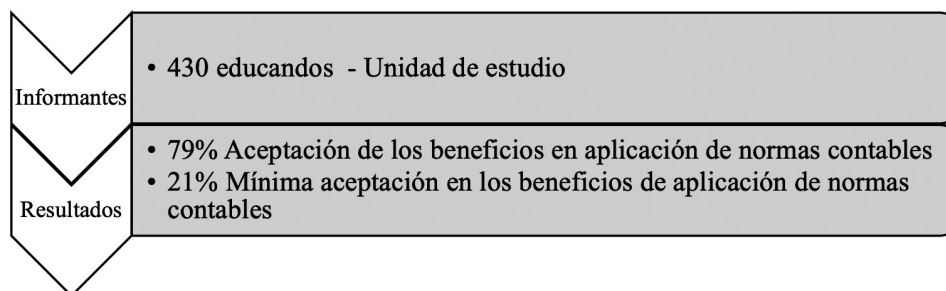 Informantes
• 430 educandos - Unidad de estudio
Resultados
• 79% Aceptación de los beneficios en aplicación de normas contables
• 21% Mínima aceptación en los beneficios de aplicación de normas
contables